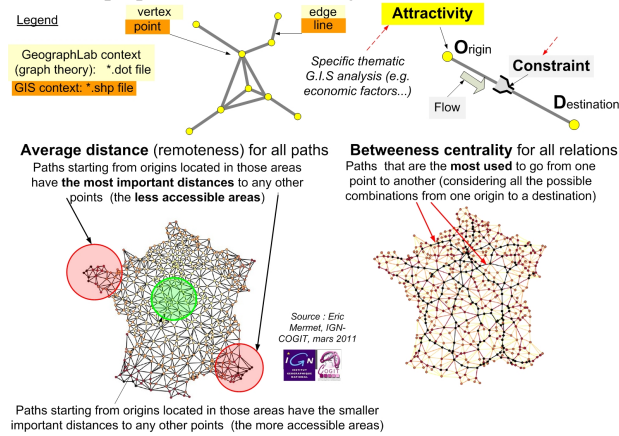 Legend
vertex
point
edge
line
GeographLab context
(graph theory): *.dot file
GIS context: *.shp file
Attractivity
Specific thematic
G.I.S analysis (e.g.
economic factors...)
Origin
Constraint
Flow
Destination
Average distance (remoteness) for all paths
Paths starting from origins located in those areas
have the most important distances to any other
points (the less accessible areas)
Betweeness centrality for all relations
Paths that are the most used to go from one
point to another (considering all the possible
combinations from one origin to a destination)
Source : Eric
Mermet, IGN-
COGIT, mars 2011
IGN
INSTITUT
GEOGRAPHIQUE
NATIONAL
COGIT
Paths starting from origins located in those areas have the smaller
important distances to any other points (the more accessible areas)